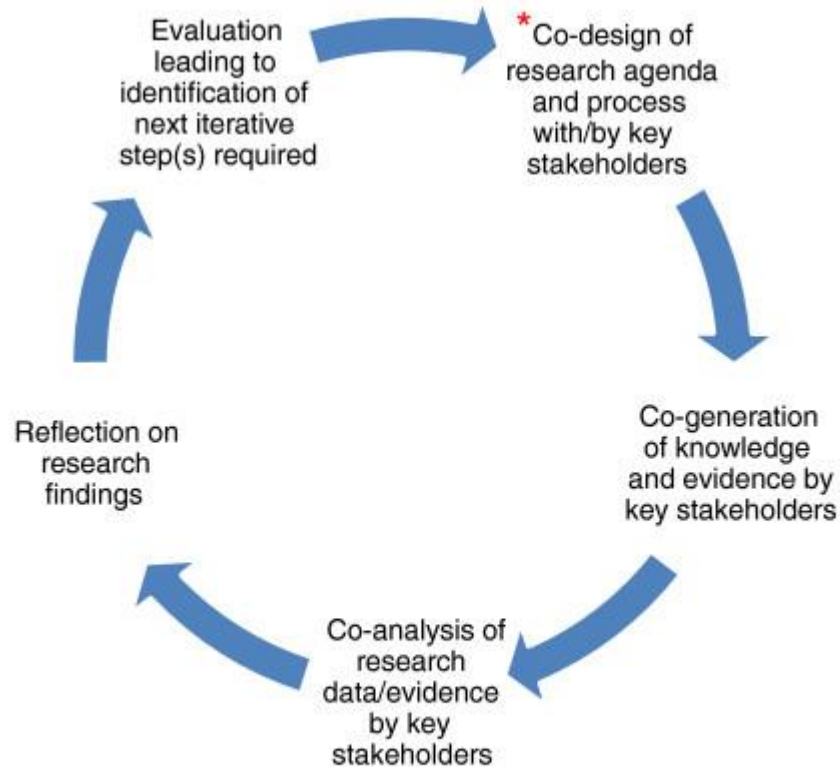 Evaluation
leading to
identification of
next iterative
step(s) required
*Co-design of
research agenda
and process
with/by key
stakeholders
Co-generation
of knowledge
and evidence by
key stakeholders
Co-analysis of
research
data/evidence
by key
stakeholders
Reflection on
research
findings